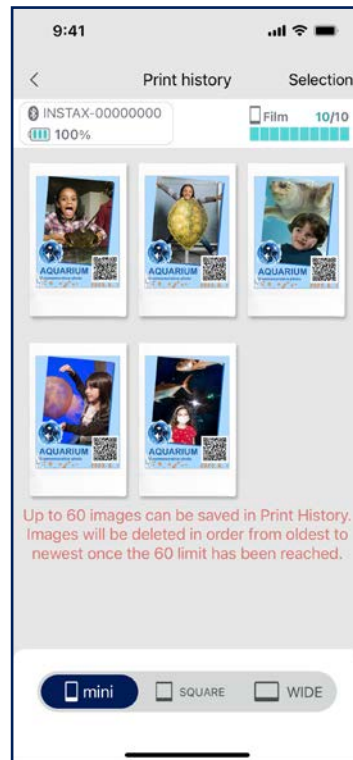 9:41
Print history
Selection
INSTAX-00000000
100%
Film 10/10
AQUARIUM
AQUARIUM
AQUARIUM
AQUARIUM
AQUARIUM
Up to 60 images can be saved in Print History.
Images will be deleted in order from oldest to
newest once the 60 limit has been reached.
mini
SQUARE
WIDE